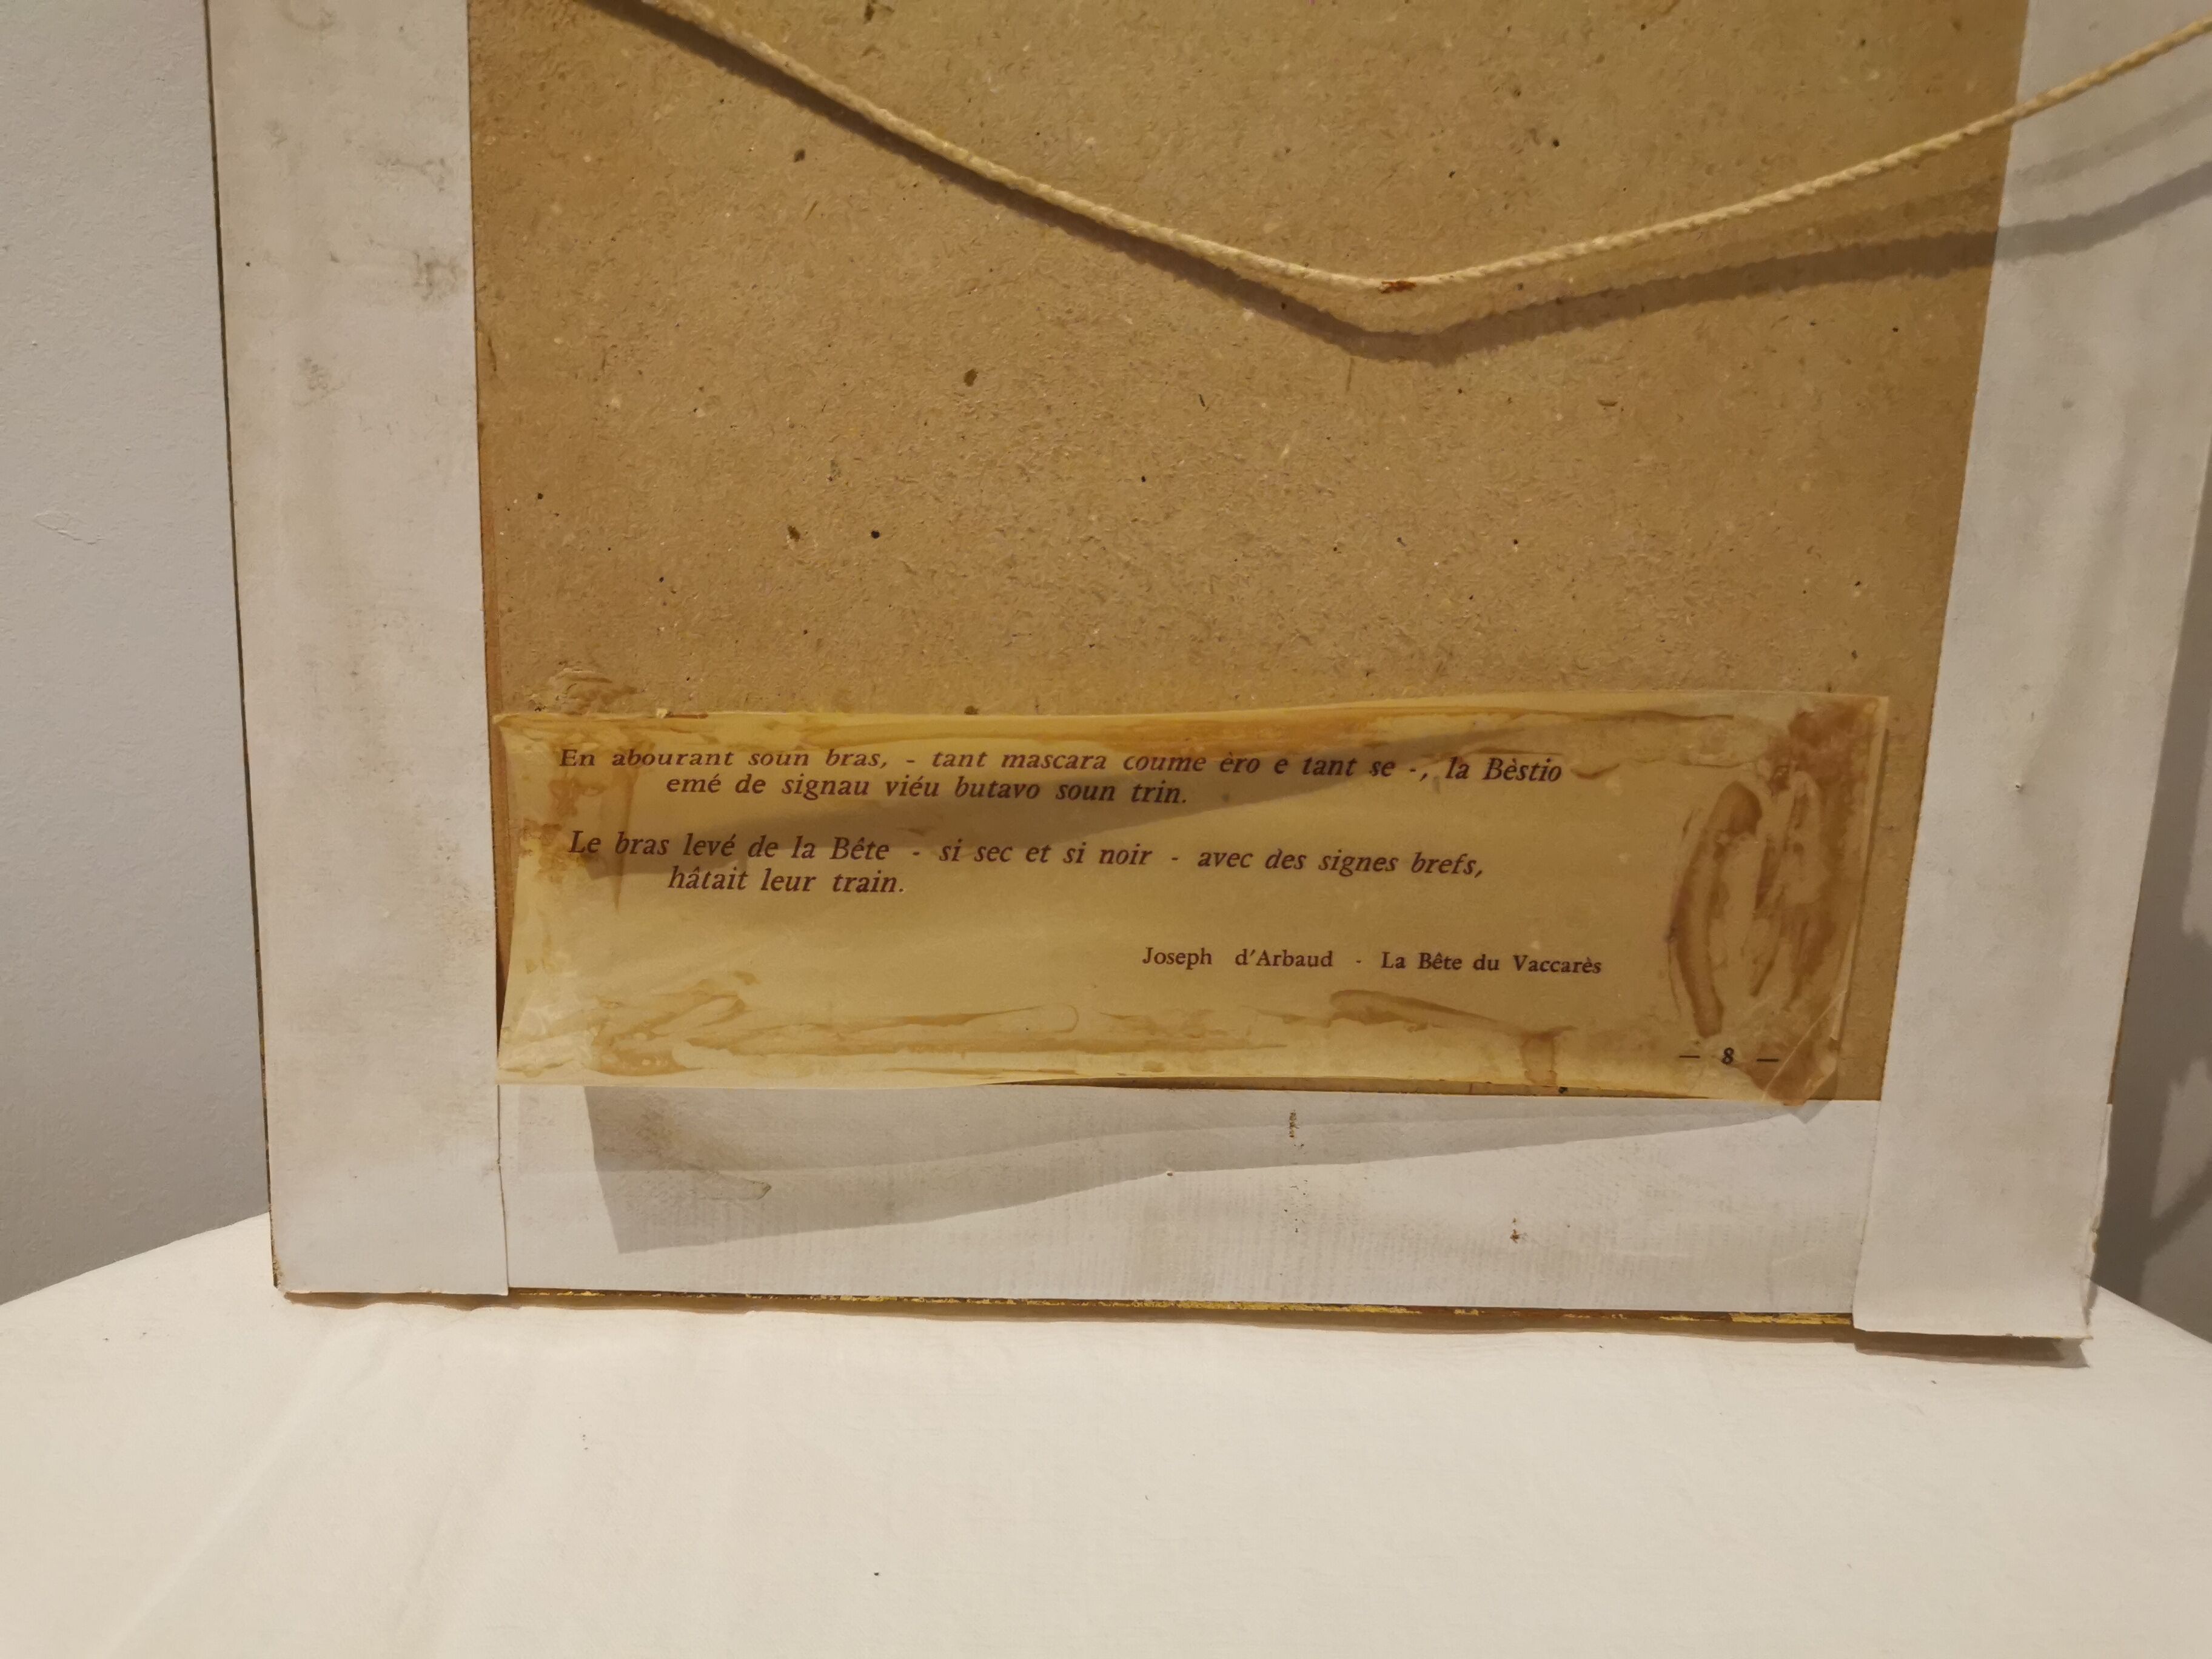 En abourant soun bras, - tant mascara coume èro e tant se -, la Bèstio
emé de signau viéu butavo soun trin.
Le bras levé de la Bête - si sec et si noir - avec des signes brefs,
hâtait leur train.
Joseph d'Arbaud - La Bête du Vaccarès
— 8 —